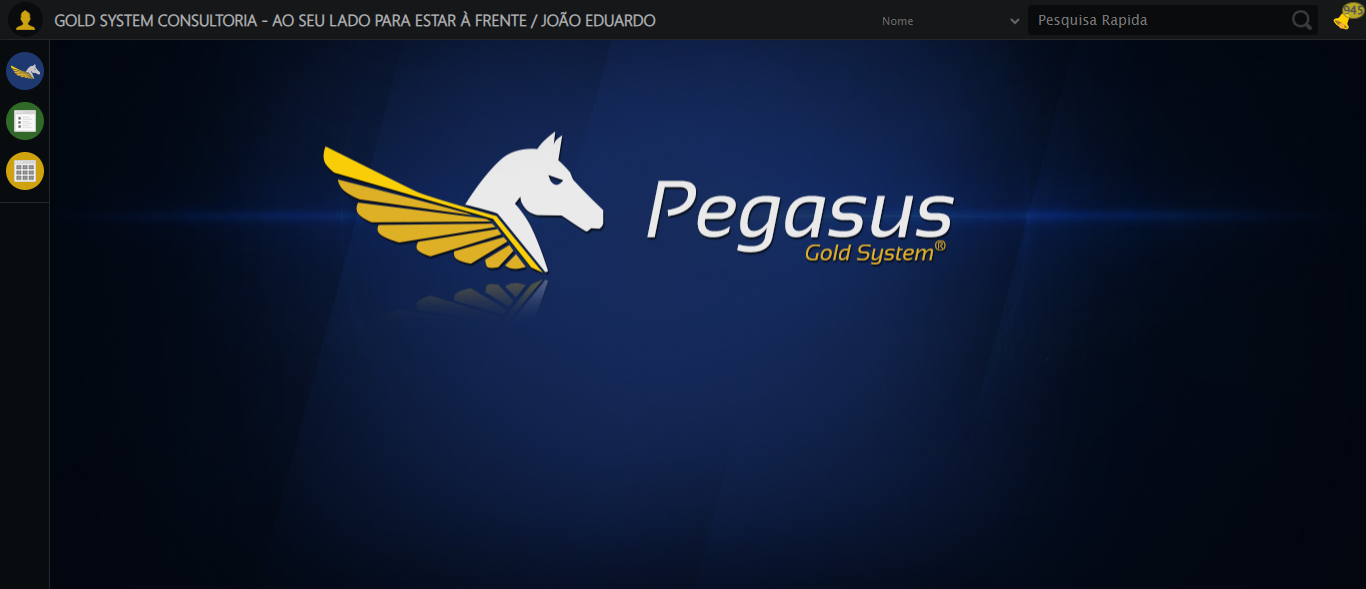 GOLD SYSTEM CONSULTORIA - AO SEU LADO PARA ESTAR À FRENTE / JOÃO EDUARDO
Nome
Pesquisa Rapida
945
Pegasus
Gold System®